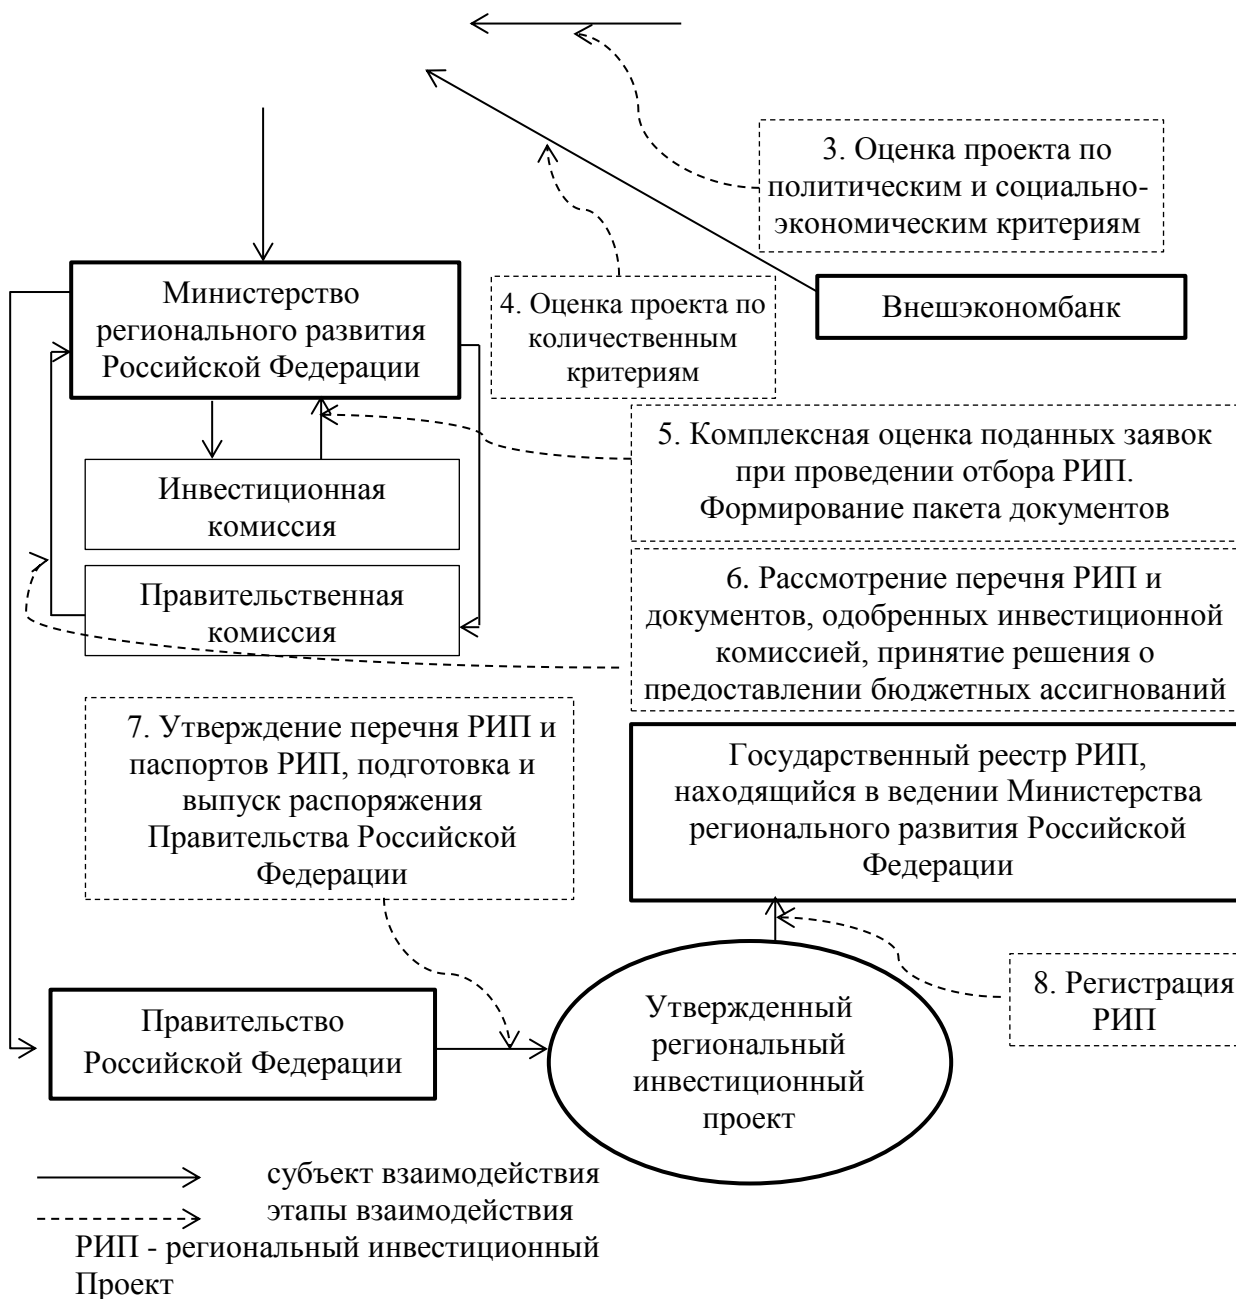 3. Оценка проекта по
политическим и социально-
экономическим критериям
Министерство
регионального развития
Российской Федерации
4. Оценка проекта по
количественным
критериям
Внешэкономбанк
5. Комплексная оценка поданных заявок
при проведении отбора РИП.
Формирование пакета документов
Инвестиционная
комиссия
6. Рассмотрение перечня РИП и
документов, одобренных инвестиционной
комиссией, принятие решения о
предоставлении бюджетных ассигнований
Правительственная
комиссия
7. Утверждение перечня РИП и
паспортов РИП, подготовка и
выпуск распоряжения
Правительства Российской
Федерации
Государственный реестр РИП,
находящийся в ведении Министерства
регионального развития Российской
Федерации
8. Регистрация
РИП
Правительство
Российской Федерации
Утвержденный
региональный
инвестиционный
проект
субъект взаимодействия
этапы взаимодействия
РИП - региональный инвестиционный
Проект